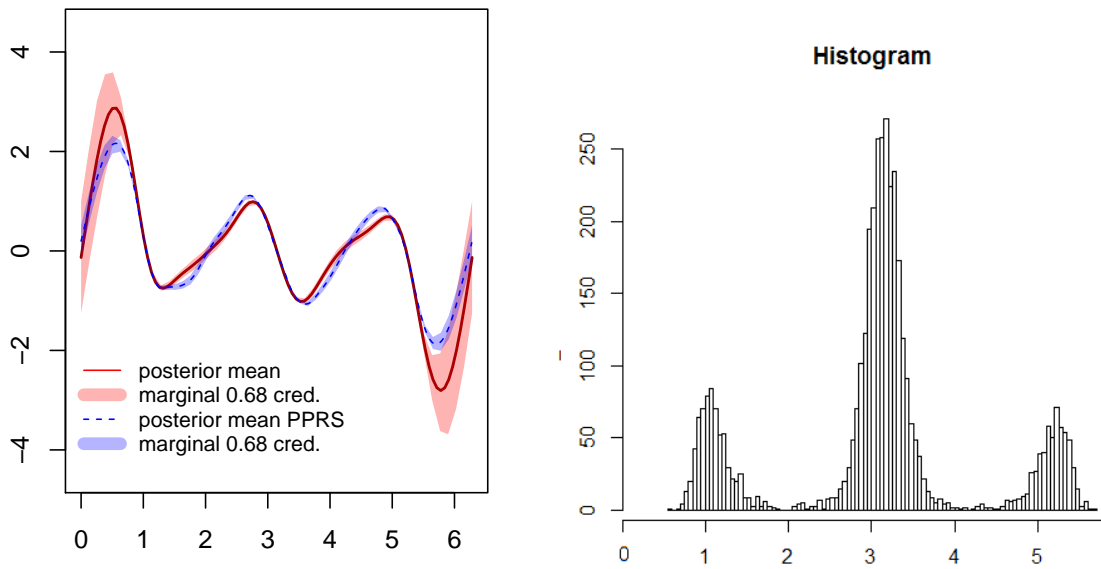 4
2
0
−2
−4
posterior mean
marginal 0.68 cred.
posterior mean PPRS
marginal 0.68 cred.
0 1 2 3 4 5 6
Histogram
250
200
150
100
50
0
0 1 2 3 4 5